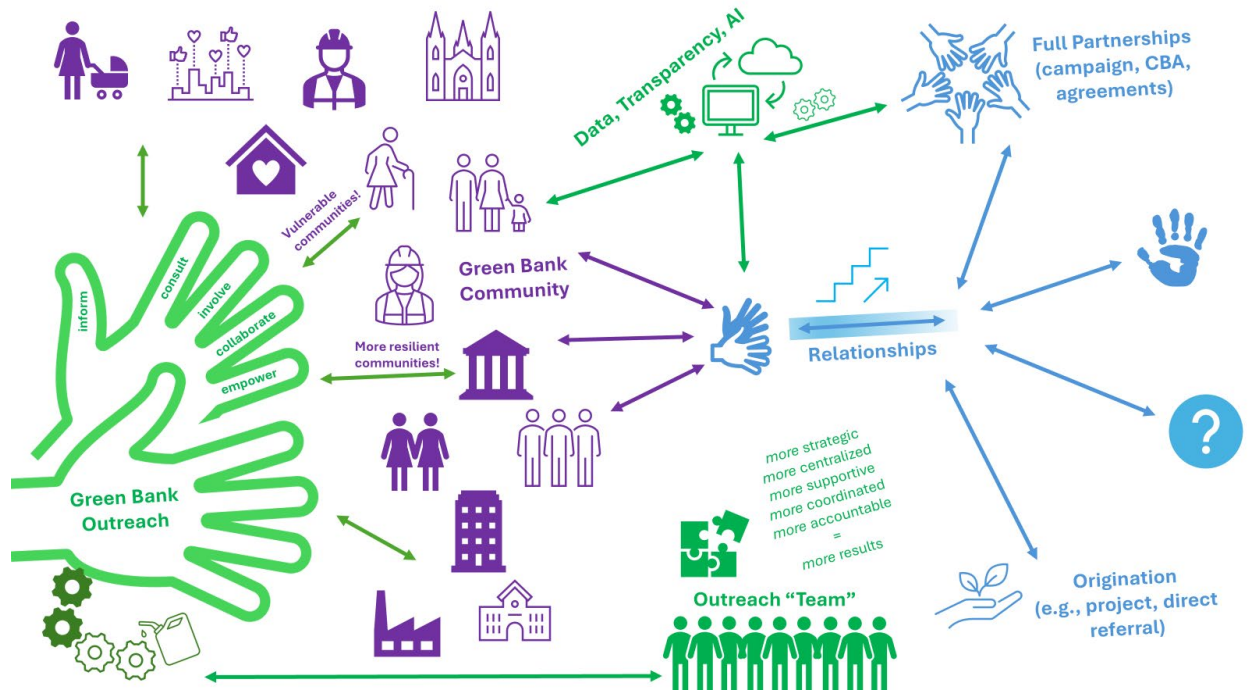 Data, Transparency, AI
Full Partnerships
(campaign, CBA,
agreements)
Vulnerable
communities!
inform
consult
involve
collaborate
empower
Green Bank
Community
More resilient
communities!
Relationships
Green Bank
Outreach
more strategic
more centralized
more supportive
more coordinated
more accountable
=
more results
?
Outreach “Team”
Origination
(e.g., project, direct
referral)